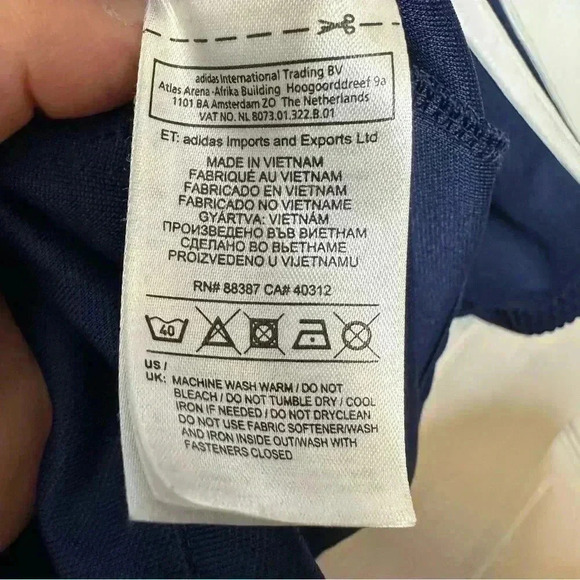 adidas International Trading BV
Atlas Arena -Afrika Building Hoogoorddreef 9a
1101 BA Amsterdam ZO The Netherlands
VAT NO. NL 8073.01.322.B.01
ET: adidas Imports and Exports Ltd
MADE IN VIETNAM
FABRIQUÉ AU VIETNAM
FABRICADO EN VIETNAM
FABRICADO NO VIETNAME
GYÁRTVA: VIETNÁM
ПРОИЗВЕДЕНО ВЪВ ВИЕТНАМ
СДЕЛАНО ВО ВЬЕТНАМЕ
PROIZVEDENO U VIJETNAMU
RN# 88387 CA# 40312
40
US /
UK: MACHINE WASH WARM / DO NOT
BLEACH / DO NOT TUMBLE DRY / COOL
IRON IF NEEDED / DO NOT DRYCLEAN
DO NOT USE FABRIC SOFTENER/WASH
AND IRON INSIDE OUT/WASH WITH
FASTENERS CLOSED